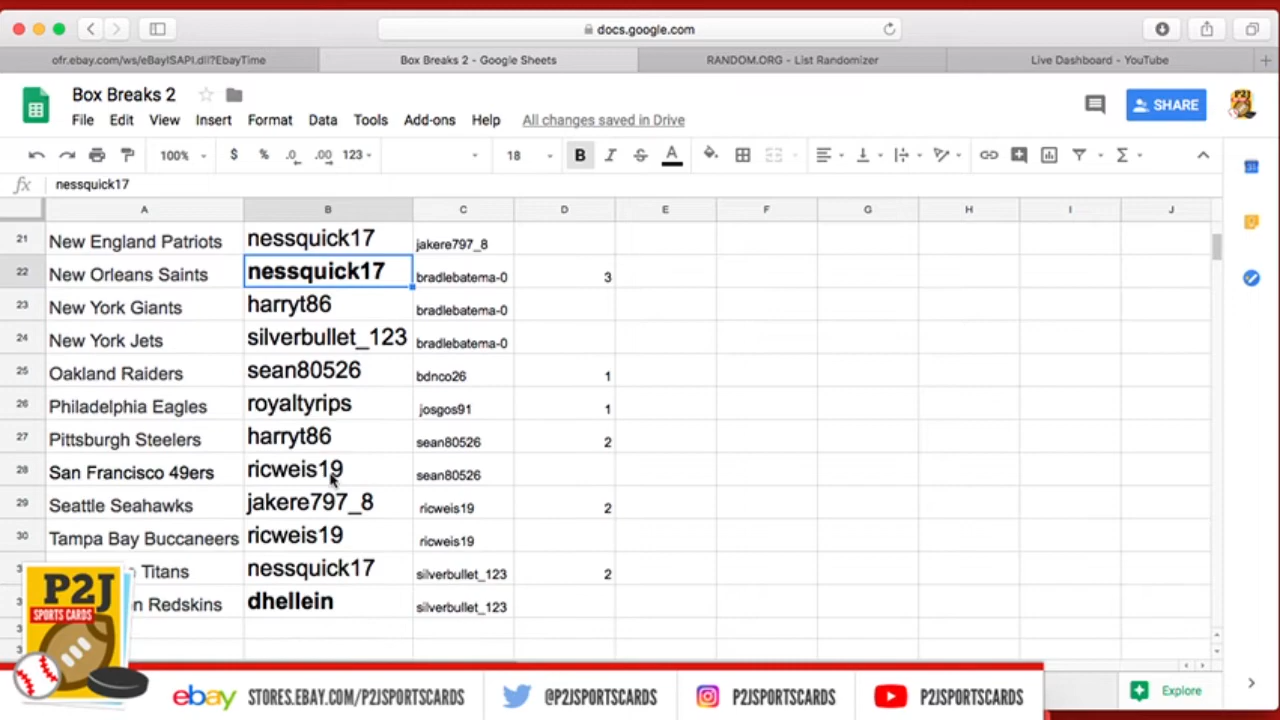 docs.google.com
ofr.ebay.com/ws/eBayISAPI.dll?EbayTime
Box Breaks 2 - Google Sheets
RANDOM.ORG - List Randomizer
Live Dashboard - YouTube
Box Breaks 2
SHARE
File Edit View Insert Format Data Tools Add-ons Help All changes saved in Drive
100% $ % .0 .00 123 18 B I S A
fx nessquick17
A B C D E F G H I J
21 New England Patriots nessquick17 jakere797_8
22 New Orleans Saints nessquick17 bradlebatema-0 3
23 New York Giants harryt86 bradlebatema-0
24 New York Jets silverbullet_123 bradlebatema-0
25 Oakland Raiders sean80526 bdnco26 1
26 Philadelphia Eagles royaltyrips josgos91 1
27 Pittsburgh Steelers harryt86 sean80526 2
28 San Francisco 49ers ricweis19 sean80526
29 Seattle Seahawks jakere797_8 ricweis19 2
30 Tampa Bay Buccaneers ricweis19 ricweis19
3 Titans nessquick17 silverbullet_123 2
3 n Redskins dhellein silverbullet_123
3
3
P2J
SPORTS CARDS
Explore
ebay STORES.EBAY.COM/P2JSPORTSCARDS @P2JSPORTSCARDS P2JSPORTSCARDS P2JSPORTSCARDS